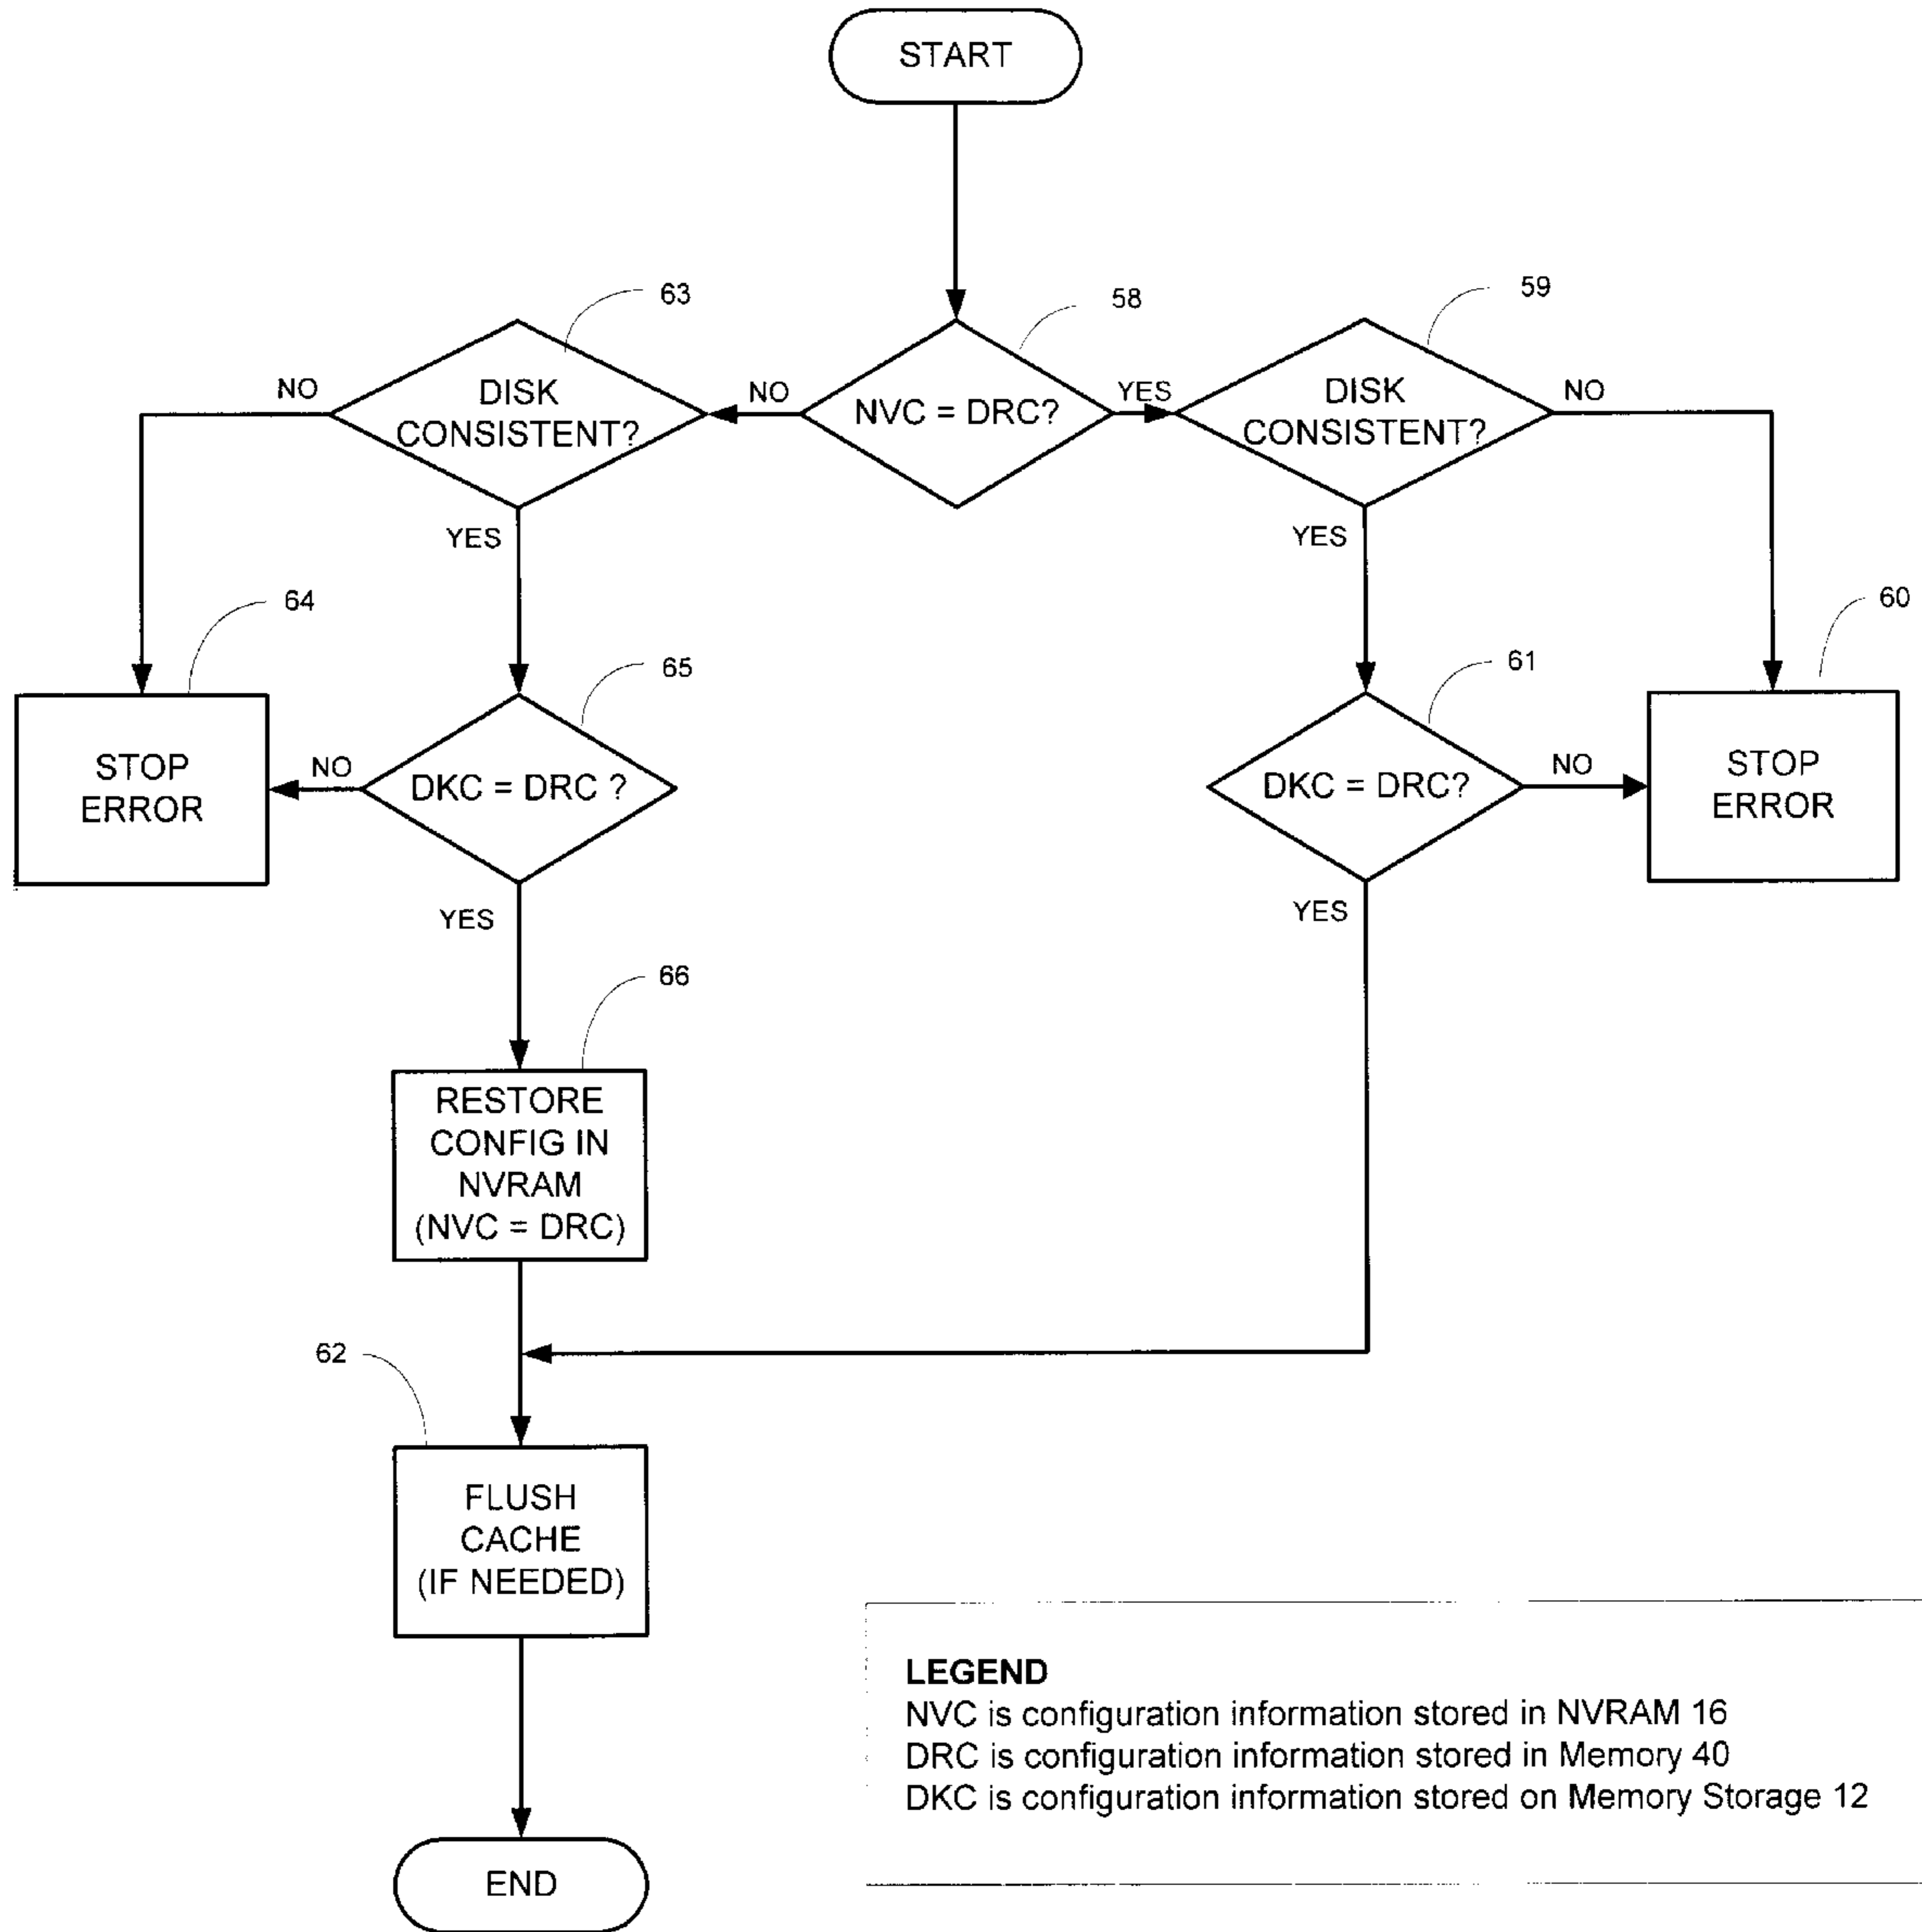 START
63
58
59
NO
DISK
CONSISTENT?
NO
NVC = DRC?
YES
DISK
CONSISTENT?
NO
YES
YES
64
65
61
60
STOP
ERROR
NO
DKC = DRC ?
DKC = DRC?
NO
STOP
ERROR
YES
YES
66
RESTORE
CONFIG IN
NVRAM
(NVC = DRC)
62
FLUSH
CACHE
(IF NEEDED)
END
LEGEND
NVC is configuration information stored in NVRAM 16
DRC is configuration information stored in Memory 40
DKC is configuration information stored on Memory Storage 12